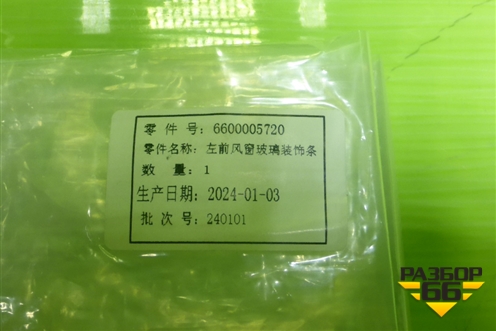 零 件 号: 6600005720
零件名称: 左前风窗玻璃装饰条
数 量: 1
生产日期: 2024-01-03
批 次 号: 240101
РАЗБОР
66